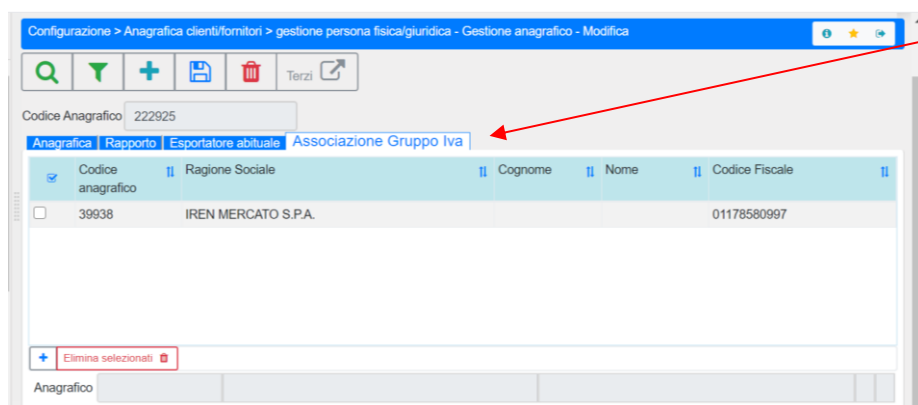 Configurazione > Anagrafica clienti/fornitori > gestione persona fisica/giuridica - Gestione anagrafico - Modifica
Terzi
Codice Anagrafico 222925
Anagrafica Rapporto Esportatore abituale Associazione Gruppo Iva
Codice anagrafico Ragione Sociale Cognome Nome Codice Fiscale
39938 IREN MERCATO S.P.A. 01178580997
+ Elimina selezionati
Anagrafico